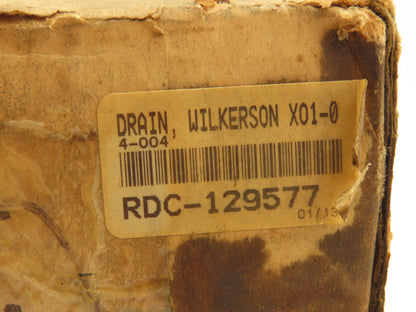 DRAIN, WILKERSON X01-0
4-004
RDC-129577
01/13